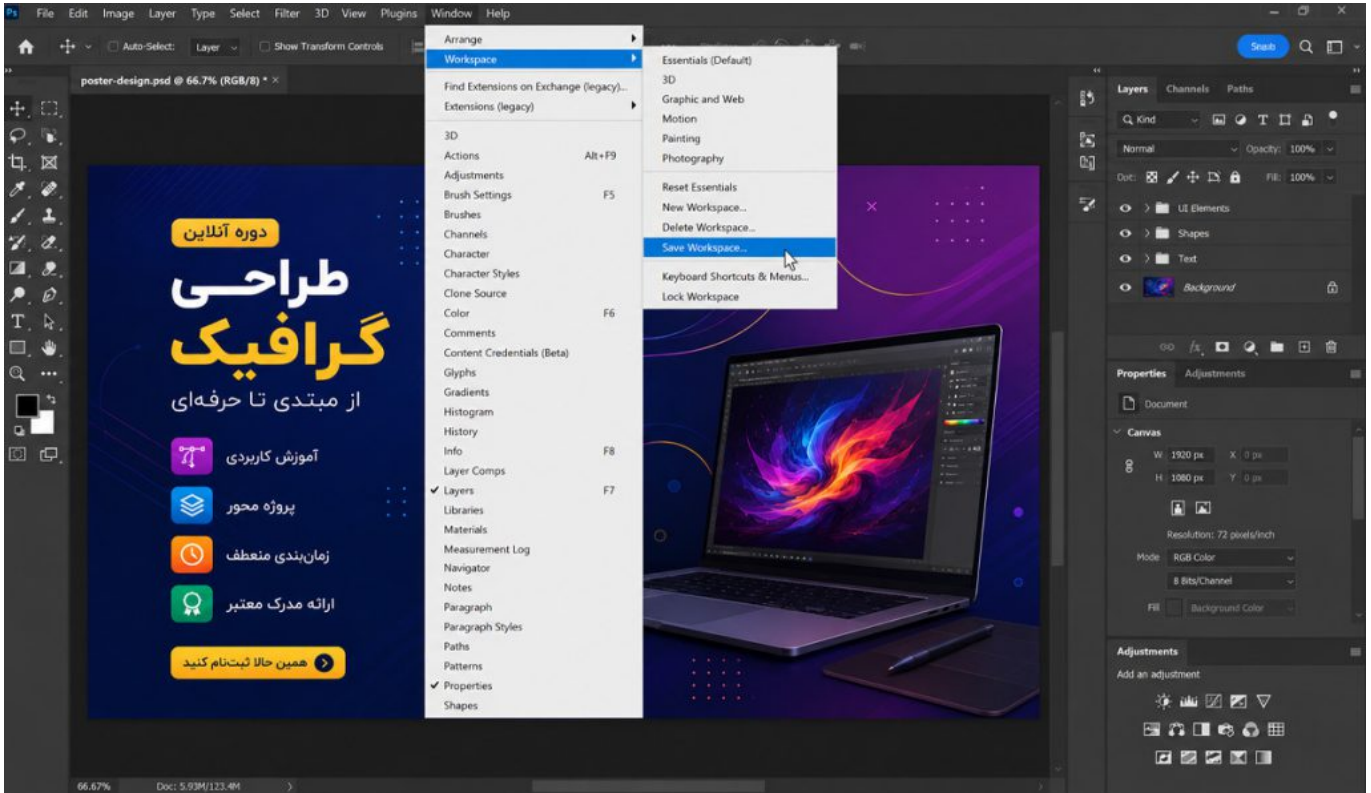 Ps File Edit Image Layer Type Select Filter 3D View Plugins Window Help
Auto-Select: Layer Show Transform Controls
poster-design.psd @ 66.7% (RGB/8) * ×
دوره آنلاین
طراحی
گرافیک
از مبتدی تا حرفه‌ای
آموزش کاربردی
پروژه محور
زمان‌بندی منعطف
ارائه مدرک معتبر
همین حالا ثبت‌نام کنید
Arrange
Workspace
Find Extensions on Exchange (legacy)...
Extensions (legacy)
3D
Actions Alt+F9
Adjustments
Brush Settings F5
Brushes
Channels
Character
Character Styles
Clone Source
Color F6
Comments
Content Credentials (Beta)
Glyphs
Gradients
Histogram
History
Info F8
Layer Comps
Layers F7
Libraries
Materials
Measurement Log
Navigator
Notes
Paragraph
Paragraph Styles
Paths
Patterns
Properties
Shapes
Essentials (Default)
3D
Graphic and Web
Motion
Painting
Photography
Reset Essentials
New Workspace...
Delete Workspace...
Save Workspace...
Keyboard Shortcuts & Menus...
Lock Workspace
Layers Channels Paths
Kind
Normal Opacity: 100%
Fill: 100%
UI Elements
Shapes
Text
Background
Properties Adjustments
Document
Canvas
W 1920 px X 0 px
H 1080 px Y 0 px
Resolution: 72 pixels/inch
Mode RGB Color
8 Bits/Channel
Fill Background Color
Adjustments
Add an adjustment
66.67% Doc: 5.93M/123.4M